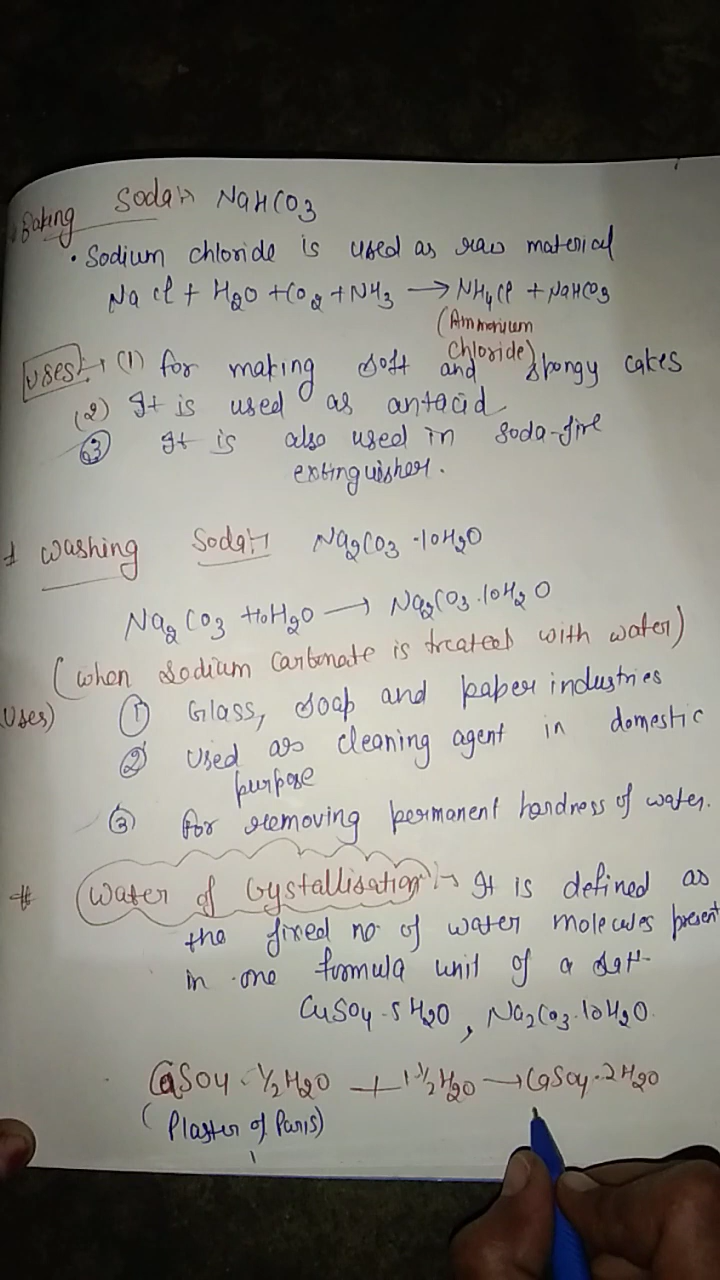 Baking Soda:→ NaHCO3
• Sodium chloride is used as raw material
NaCl + H2O + CO2 + NH3 → NH4Cl + NaHCO3
(Ammonium
Chloride)
Uses:→ (1) for making soft and spongy cakes
(2) It is used as antacid
(3) It is also used in soda-fire
extinguisher.
Washing Soda:→ Na2CO3·10H2O
Na2CO3 + 10H2O → Na2CO3·10H2O
(when sodium carbonate is treated with water)
Uses) (1) Glass, soap and paper industries
(2) Used as cleaning agent in domestic
purpose
(3) For removing permanent hardness of water.
# Water of Crystallisation:→ It is defined as
the fixed no of water molecules present
in one formula unit of a salt
CuSO4·5H2O, Na2CO3·10H2O.
CaSO4·1/2H2O + 1 1/2H2O → CaSO4·2H2O
(Plaster of Paris)